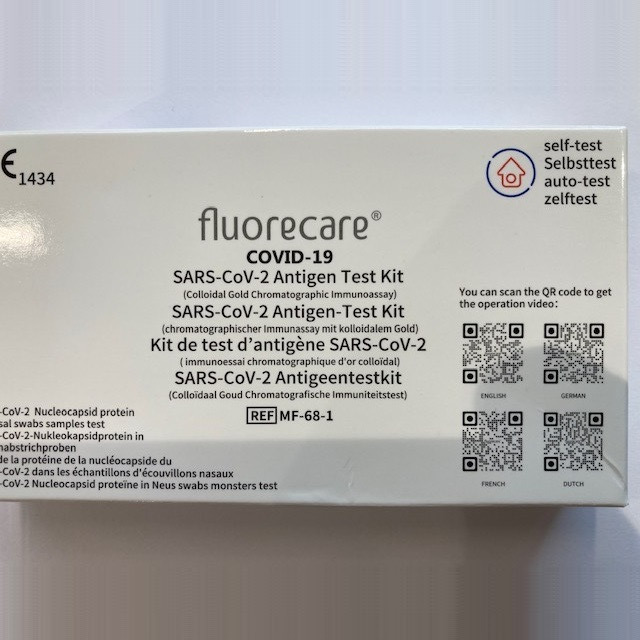 CE 1434
self-test
Selbsttest
auto-test
zelftest
fluorecare®
COVID-19
SARS-CoV-2 Antigen Test Kit
(Colloidal Gold Chromatographic Immunoassay)
SARS-CoV-2 Antigen-Test Kit
(chromatographischer Immunassay mit kolloidalem Gold)
Kit de test d'antigène SARS-CoV-2
( immunoessai chromatographique d'or colloïdal)
SARS-CoV-2 Antigeentestkit
(Colloïdaal Goud Chromatografische Immuniteitstest)
REF MF-68-1
You can scan the QR code to get
the operation video:
ENGLISH
GERMAN
FRENCH
DUTCH
-CoV-2 Nucleocapsid protein
sal swabs samples test
-CoV-2-Nukleokapsidprotein in
nabstrichproben
de la protéine de la nucléocapside du
-CoV-2 dans les échantillons d'écouvillons nasaux
-CoV-2 Nucleocapsid proteïne in Neus swabs monsters test